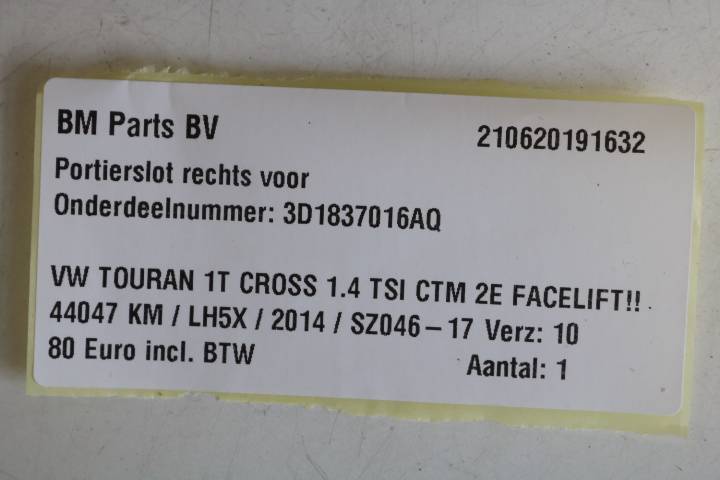 BM Parts BV 210620191632
Portierslot rechts voor
Onderdeelnummer: 3D1837016AQ
VW TOURAN 1T CROSS 1.4 TSI CTM 2E FACELIFT!! .
44047 KM / LH5X / 2014 / SZ046-17 Verz: 10
80 Euro incl. BTW Aantal: 1